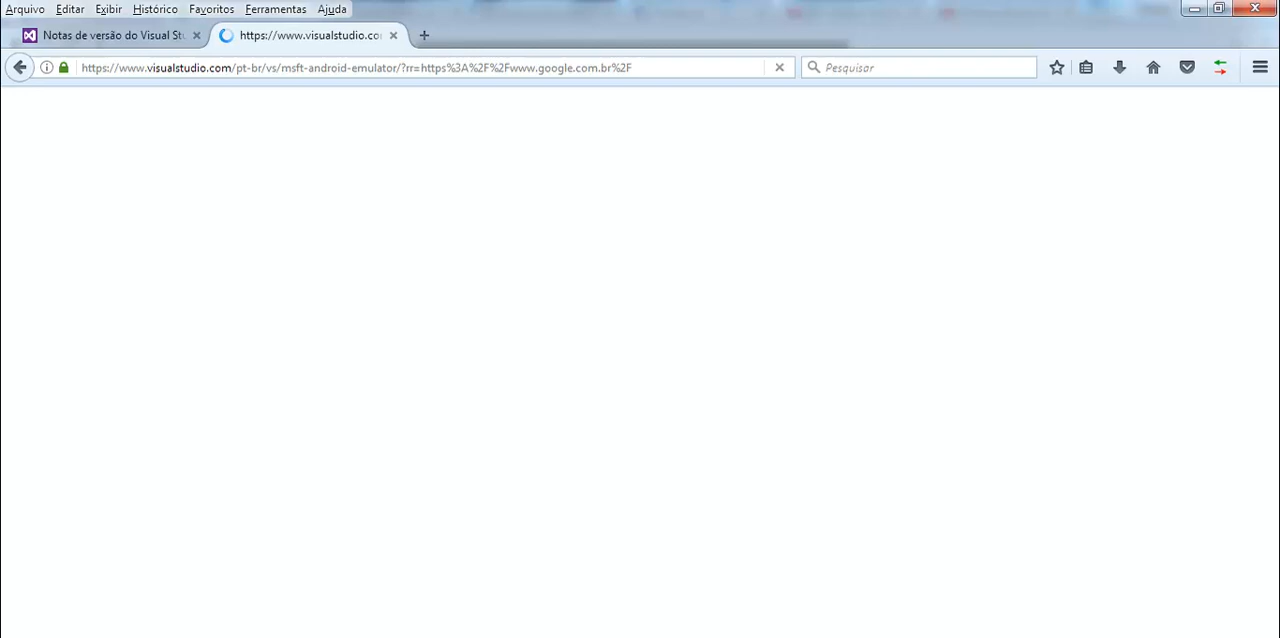 Arquivo Editar Exibir Histórico Favoritos Ferramentas Ajuda
Notas de versão do Visual St https://www.visualstudio.co
https://www.visualstudio.com/pt-br/vs/msft-android-emulator/?rr=https%3A%2F%2Fwww.google.com.br%2F Pesquisar